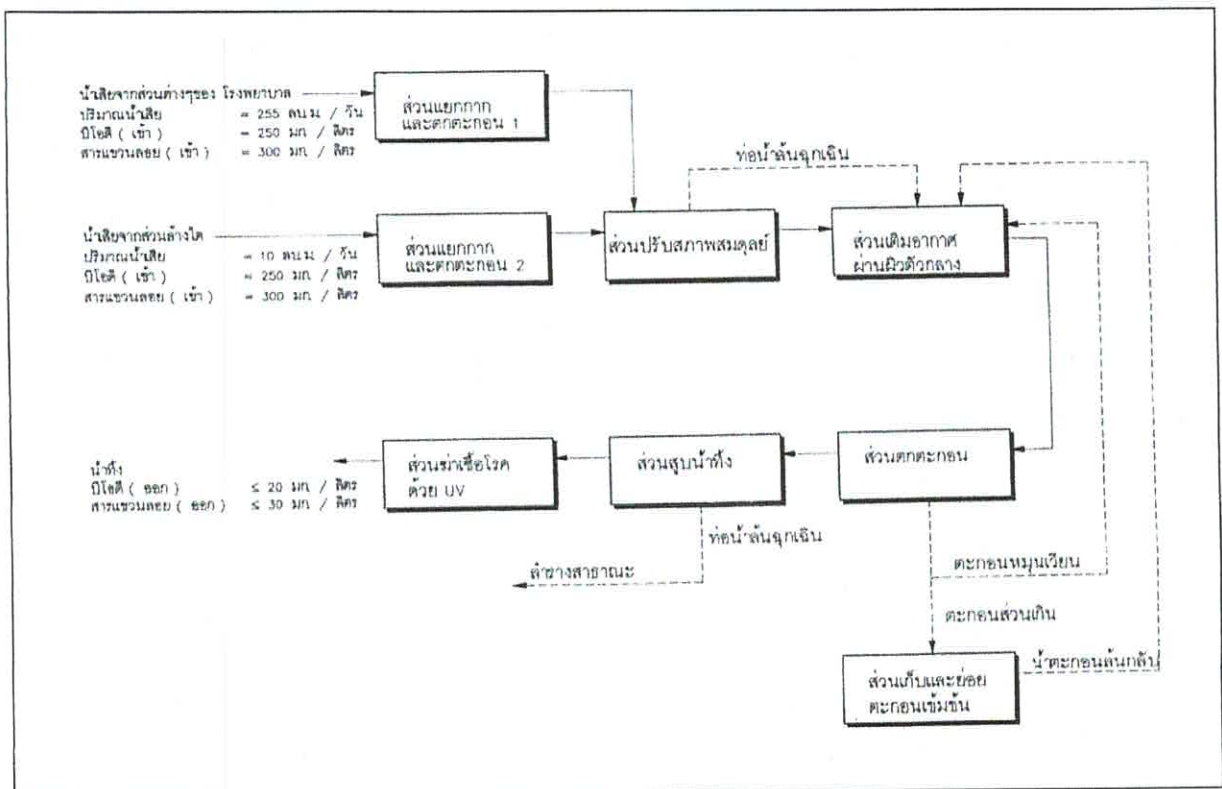 น้ำเสียจากส่วนต่างๆของ โรงพยาบาล
ปริมาณน้ำเสีย = 255 ลบ.ม. / วัน
บีโอดี ( เข้า ) = 250 มก. / ลิตร
สารแขวนลอย ( เข้า ) = 300 มก. / ลิตร
ส่วนแยกกาก
และตกตะกอน 1
ท่อน้ำล้นฉุกเฉิน
น้ำเสียจากส่วนล้างไต
ปริมาณน้ำเสีย = 10 ลบ.ม. / วัน
บีโอดี ( เข้า ) = 250 มก. / ลิตร
สารแขวนลอย ( เข้า ) = 300 มก. / ลิตร
ส่วนแยกกาก
และตกตะกอน 2
ส่วนปรับสภาพสมดุลย์
ส่วนเติมอากาศ
ผ่านผิวตัวกลาง
น้ำทิ้ง
บีโอดี ( ออก ) ≤ 20 มก. / ลิตร
สารแขวนลอย ( ออก ) ≤ 30 มก. / ลิตร
ส่วนฆ่าเชื้อโรค
ด้วย UV
ส่วนสูบน้ำทิ้ง
ส่วนตกตะกอน
ท่อน้ำล้นฉุกเฉิน
ลำรางสาธาณะ
ตะกอนหมุนเวียน
ตะกอนส่วนเกิน
ส่วนเก็บและย่อย
ตะกอนเข้มข้น
น้ำตะกอนล้นกลับ